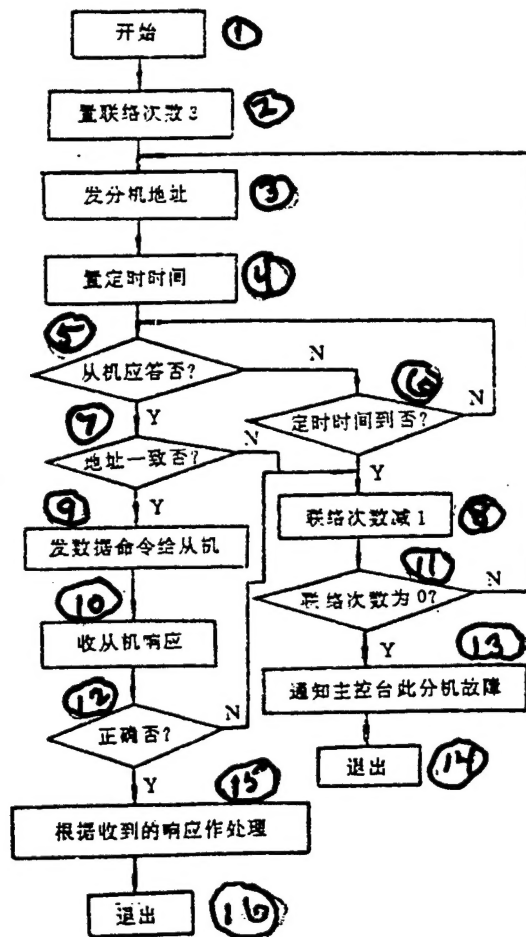 开始 ①
置联络次数3 ②
发分机地址 ③
置定时时间 ④
⑤
从机应答否? N
⑥
N
⑦ Y
定时时间到否?
地址一致否? N
Y
⑨ Y
联络次数减1 ⑧
发数据命令给从机
⑩
⑪
联络次数为0? N
收从机响应
Y ⑬
⑫
通知主控台此分机故障
正确否? N
退出 ⑭
Y ⑮
根据收到的响应作处理
退出 ⑯